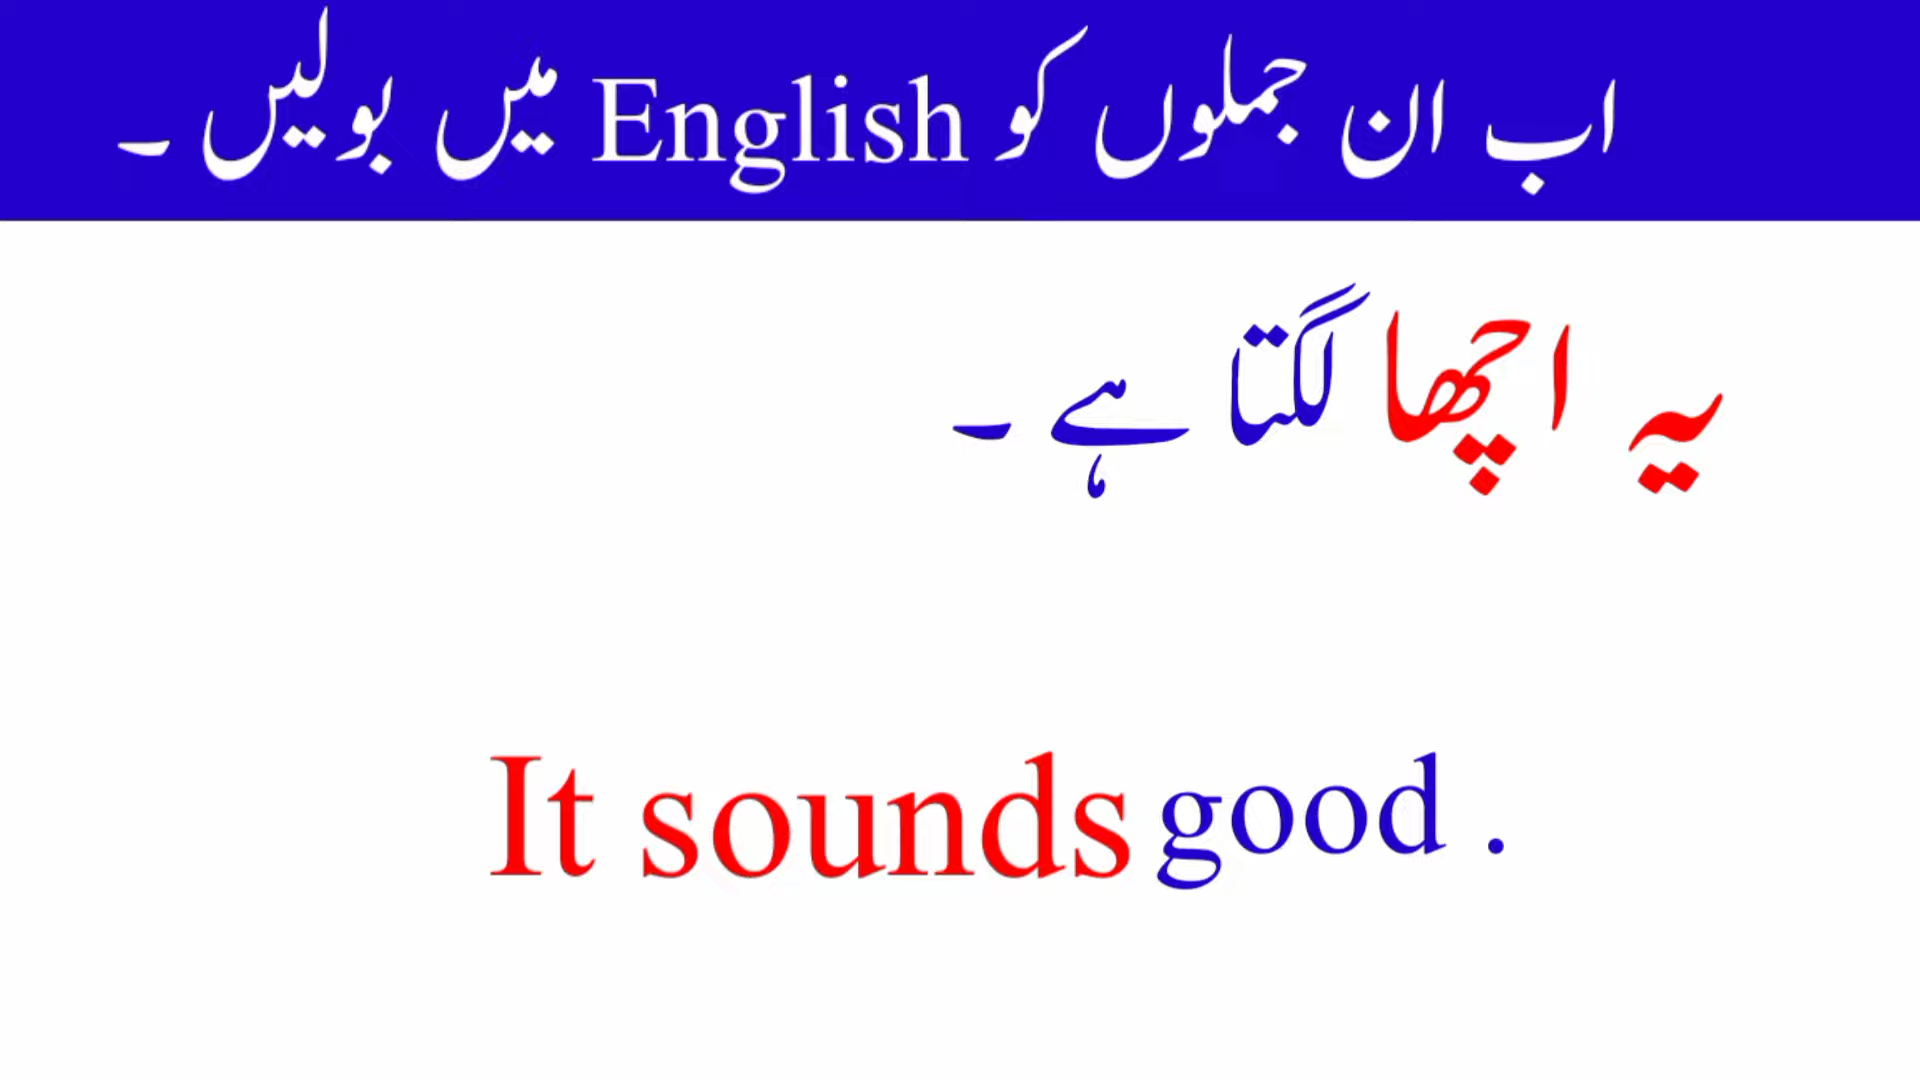 اب ان جملوں کو English میں بولیں ۔
یہ اچھا لگتا ہے ۔
It sounds good .